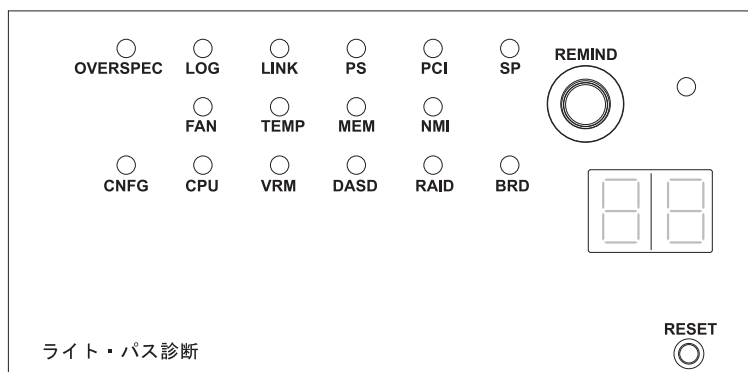 OVERSPEC LOG LINK PS PCI SP REMIND
FAN TEMP MEM NMI
CNFG CPU VRM DASD RAID BRD
88
RESET
ライト・パス診断